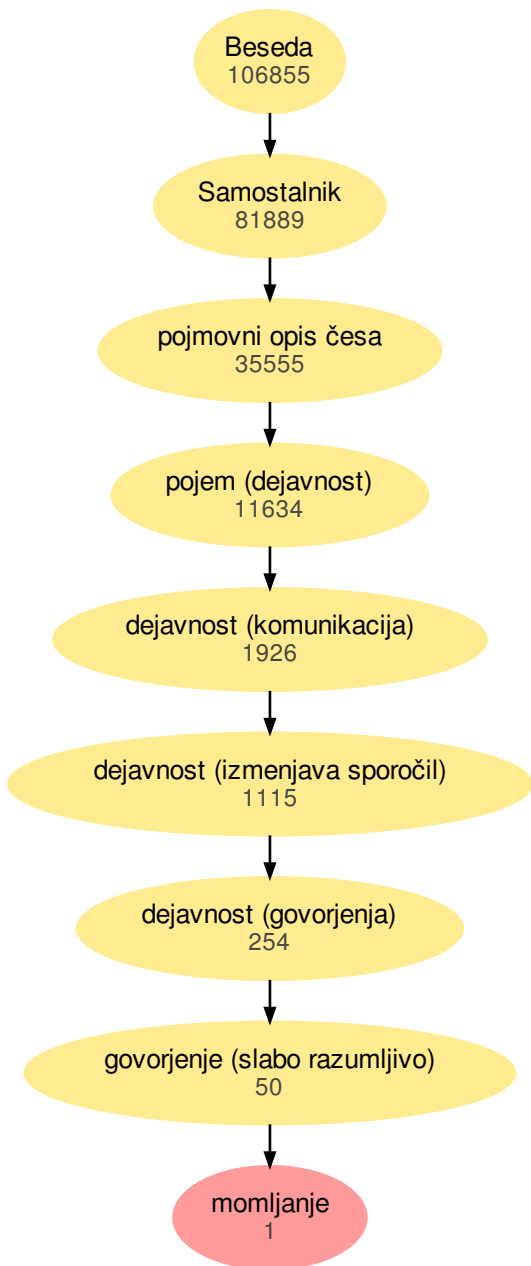 Beseda
106855
Samostalnik
81889
pojmovni opis česa
35555
pojem (dejavnost)
11634
dejavnost (komunikacija)
1926
dejavnost (izmenjava sporočil)
1115
dejavnost (govorjenja)
254
govorjenje (slabo razumljivo)
50
momljanje
1